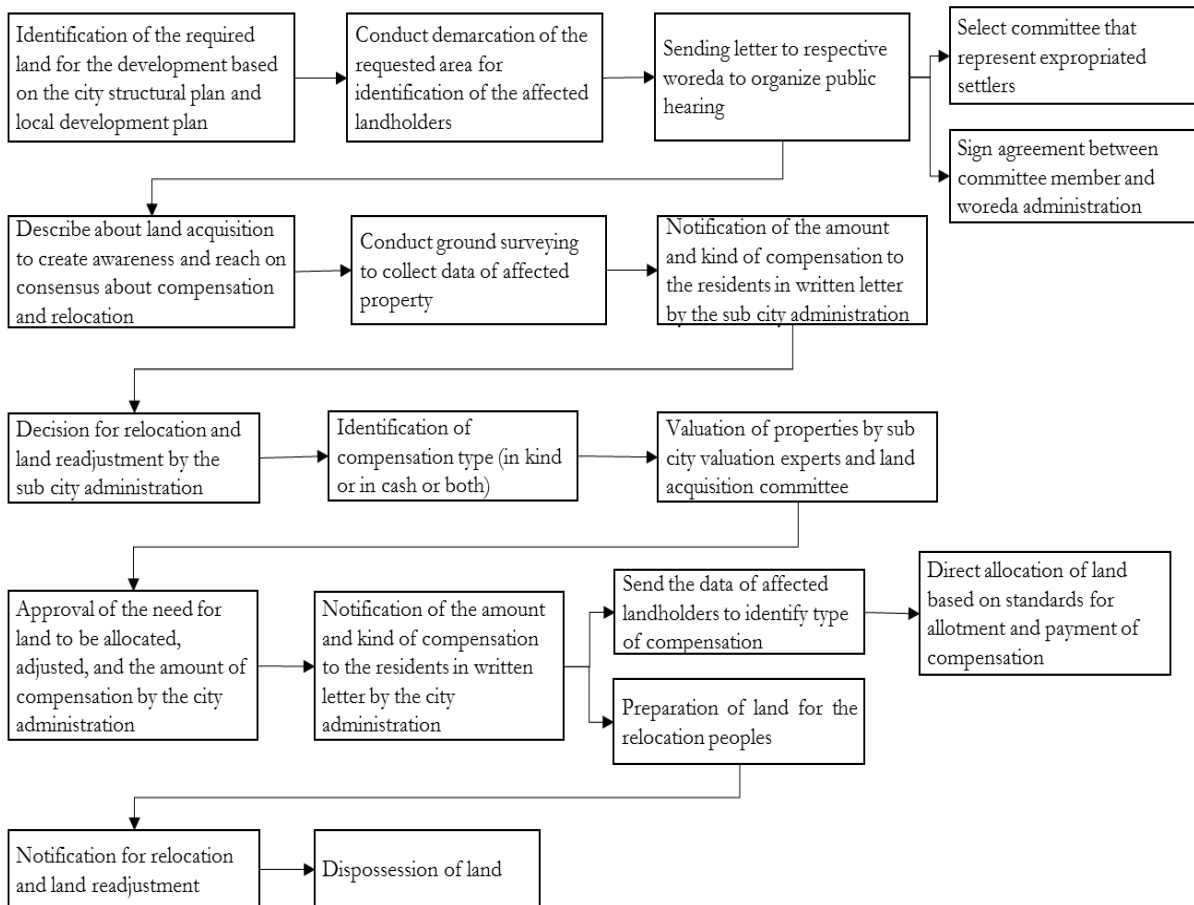 Identification of the required
land for the development based
on the city structural plan and
local development plan
Conduct demarcation of the
requested area for
identification of the affected
landholders
Sending letter to respective
woreda to organize public
hearing
Select committee that
represent expropriated
settlers
Sign agreement between
committee member and
woreda administration
Describe about land acquisition
to create awareness and reach on
consensus about compensation
and relocation
Conduct ground surveying
to collect data of affected
property
Notification of the amount
and kind of compensation to
the residents in written letter
by the sub city administration
Decision for relocation and
land readjustment by the
sub city administration
Identification of
compensation type (in kind
or in cash or both)
Valuation of properties by sub
city valuation experts and land
acquisition committee
Approval of the need for
land to be allocated,
adjusted, and the amount of
compensation by the city
administration
Notification of the amount
and kind of compensation
to the residents in written
letter by the city
administration
Send the data of affected
landholders to identify type of
compensation
Direct allocation of land
based on standards for
allotment and payment of
compensation
Preparation of land for the
relocation peoples
Notification for relocation
and land readjustment
Dispossession of land